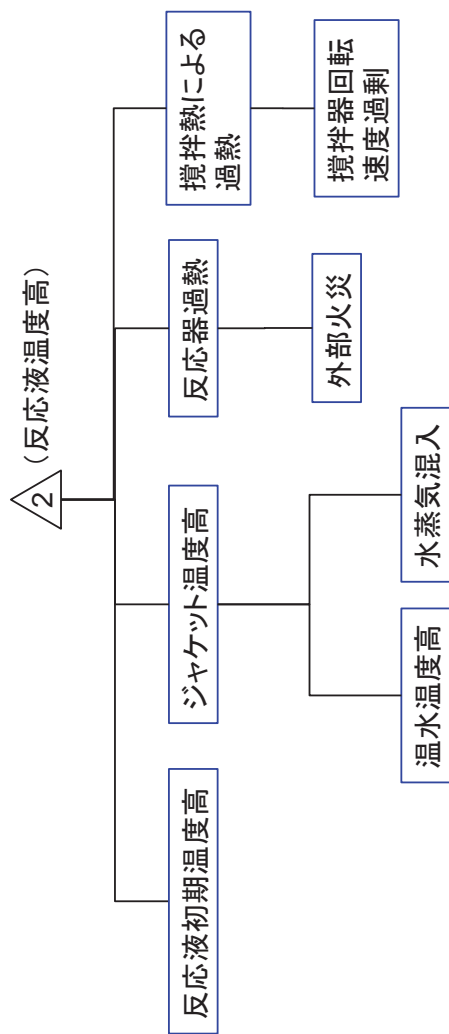 2
(反応液温度高)
反応液初期温度高
ジャケット温度高
反応器過熱
撹拌熱による
過熱
温水温度高
水蒸気混入
外部火災
撹拌器回転
速度過剰